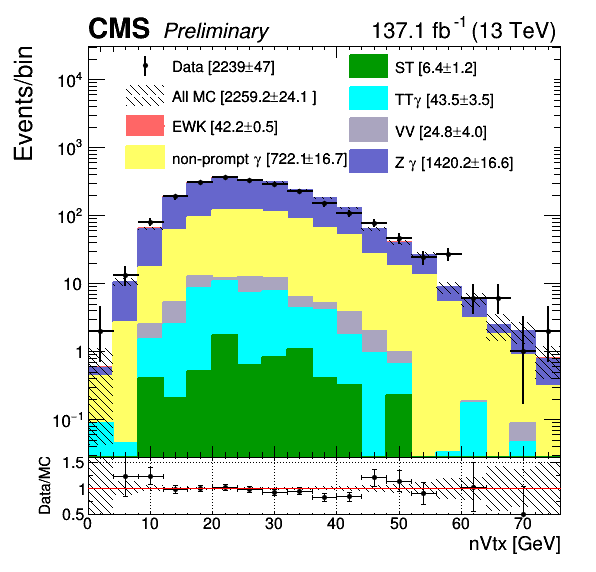 CMS Preliminary 137.1 fb⁻¹ (13 TeV)
Events/bin
Data [2239±47]
All MC [2259.2±24.1 ]
EWK [42.2±0.5]
non-prompt γ [722.1±16.7]
ST [6.4±1.2]
TTγ [43.5±3.5]
VV [24.8±4.0]
Z γ [1420.2±16.6]
10⁴
10³
10²
10
1
10⁻¹
Data/MC
1.5
1
0.5
0 10 20 30 40 50 60 70
nVtx [GeV]